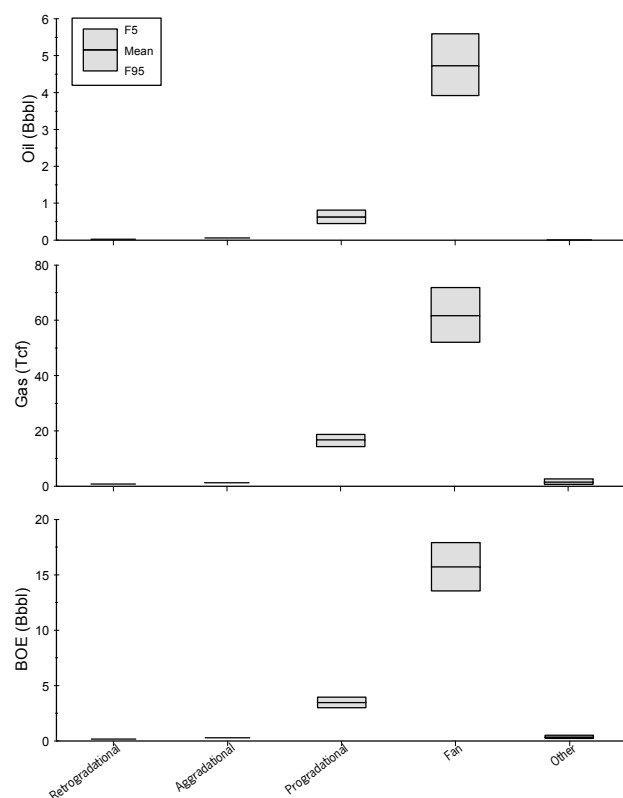 6
5
4
3
2
1
0
Oil (Bbbl)
F5
Mean
F95
80
60
40
20
0
Gas (Tcf)
20
15
10
5
0
BOE (Bbbl)
Retrogradational
Aggradational
Progradational
Fan
Other